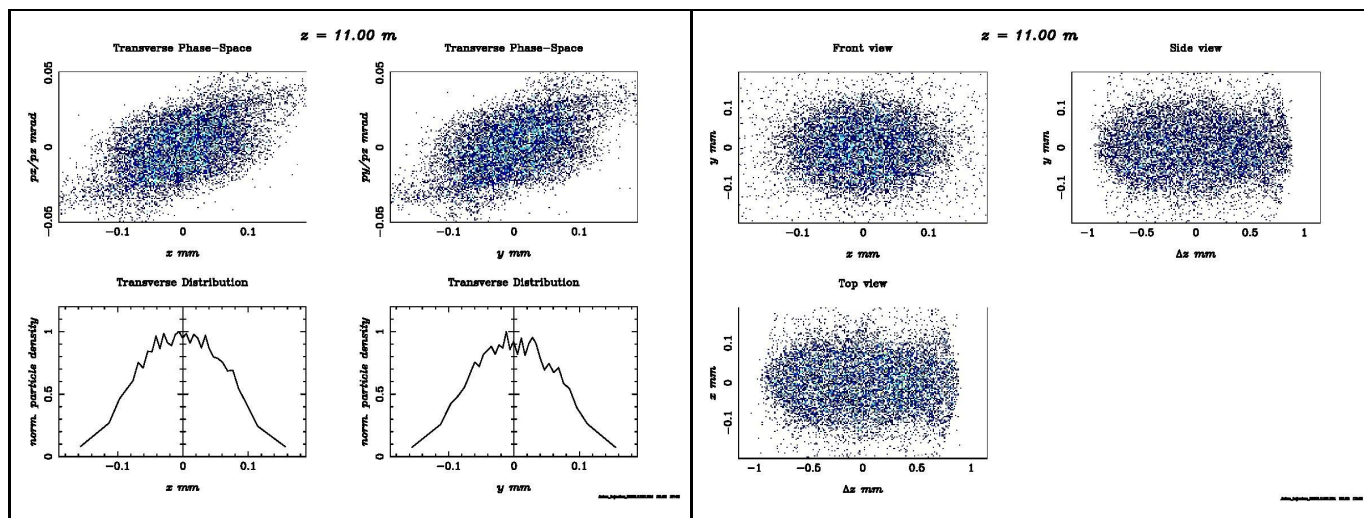 z = 11.00 m
Transverse Phase-Space
Transverse Phase-Space
0.05
0
-0.05
pz/pz mrad
-0.1
0
0.1
x mm
0.05
0
-0.05
py/pz mrad
-0.1
0
0.1
y mm
Transverse Distribution
Transverse Distribution
1
0.5
0
norm. particle density
-0.1
0
0.1
x mm
1
0.5
0
norm. particle density
-0.1
0
0.1
y mm
z = 11.00 m
Front view
Side view
0.1
0
-0.1
y mm
-0.1
0
0.1
x mm
0.1
0
-0.1
y mm
-1
-0.5
0
0.5
1
Δz mm
Top view
0.1
0
-0.1
x mm
-1
-0.5
0
0.5
1
Δz mm